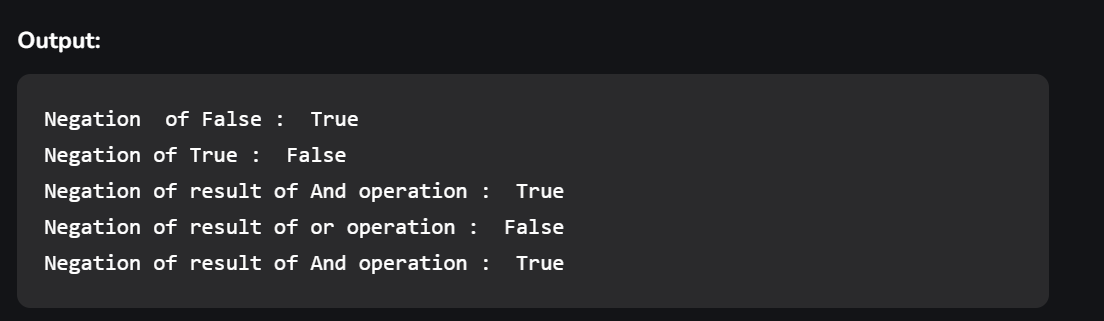 Output:
Negation  of False :  True
Negation of True :  False
Negation of result of And operation :  True
Negation of result of or operation :  False
Negation of result of And operation :  True